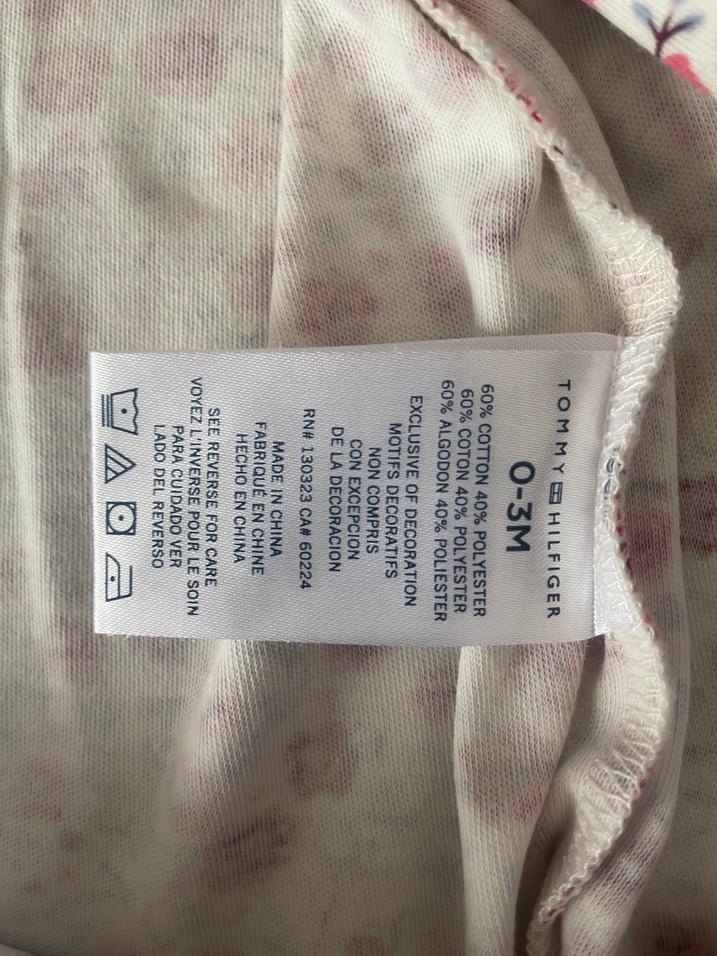 TOMMY HILFIGER
0-3M
60% COTTON 40% POLYESTER
60% COTON 40% POLYESTER
60% ALGODON 40% POLIESTER
EXCLUSIVE OF DECORATION
MOTIFS DECORATIFS
NON COMPRIS
CON EXCEPCION
DE LA DECORACION
RN# 130323 CA# 60224
MADE IN CHINA
FABRIQUÉ EN CHINE
HECHO EN CHINA
SEE REVERSE FOR CARE
VOYEZ L'INVERSE POUR LE SOIN
PARA CUIDADO VER
LADO DEL REVERSO